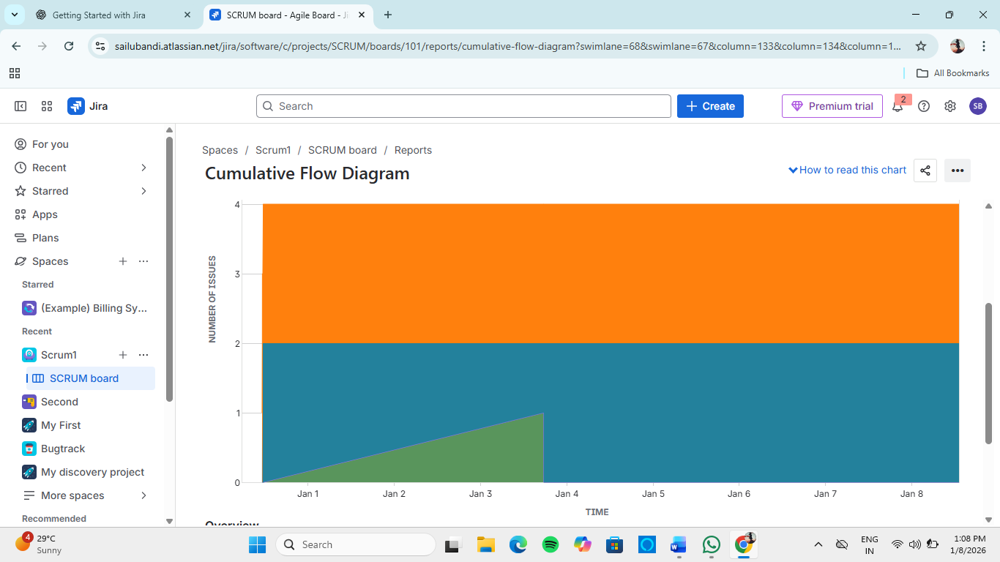 Getting Started with Jira
SCRUM board - Agile Board - Ji
sailubandi.atlassian.net/jira/software/c/projects/SCRUM/boards/101/reports/cumulative-flow-diagram?swimlane=68&swimlane=67&column=133&column=134&column=1...
All Bookmarks
Jira
Search
Create
Premium trial
2
SB
For you
Recent
Starred
Apps
Plans
Spaces
Starred
(Example) Billing Sy...
Recent
Scrum1
SCRUM board
Second
My First
Bugtrack
My discovery project
More spaces
Recommended
Spaces / Scrum1 / SCRUM board / Reports
Cumulative Flow Diagram
How to read this chart
NUMBER OF ISSUES
4
3
2
1
0
Jan 1 Jan 2 Jan 3 Jan 4 Jan 5 Jan 6 Jan 7 Jan 8
TIME
Overview
4
29°C
Sunny
Search
ENG
IN
1:08 PM
1/8/2026